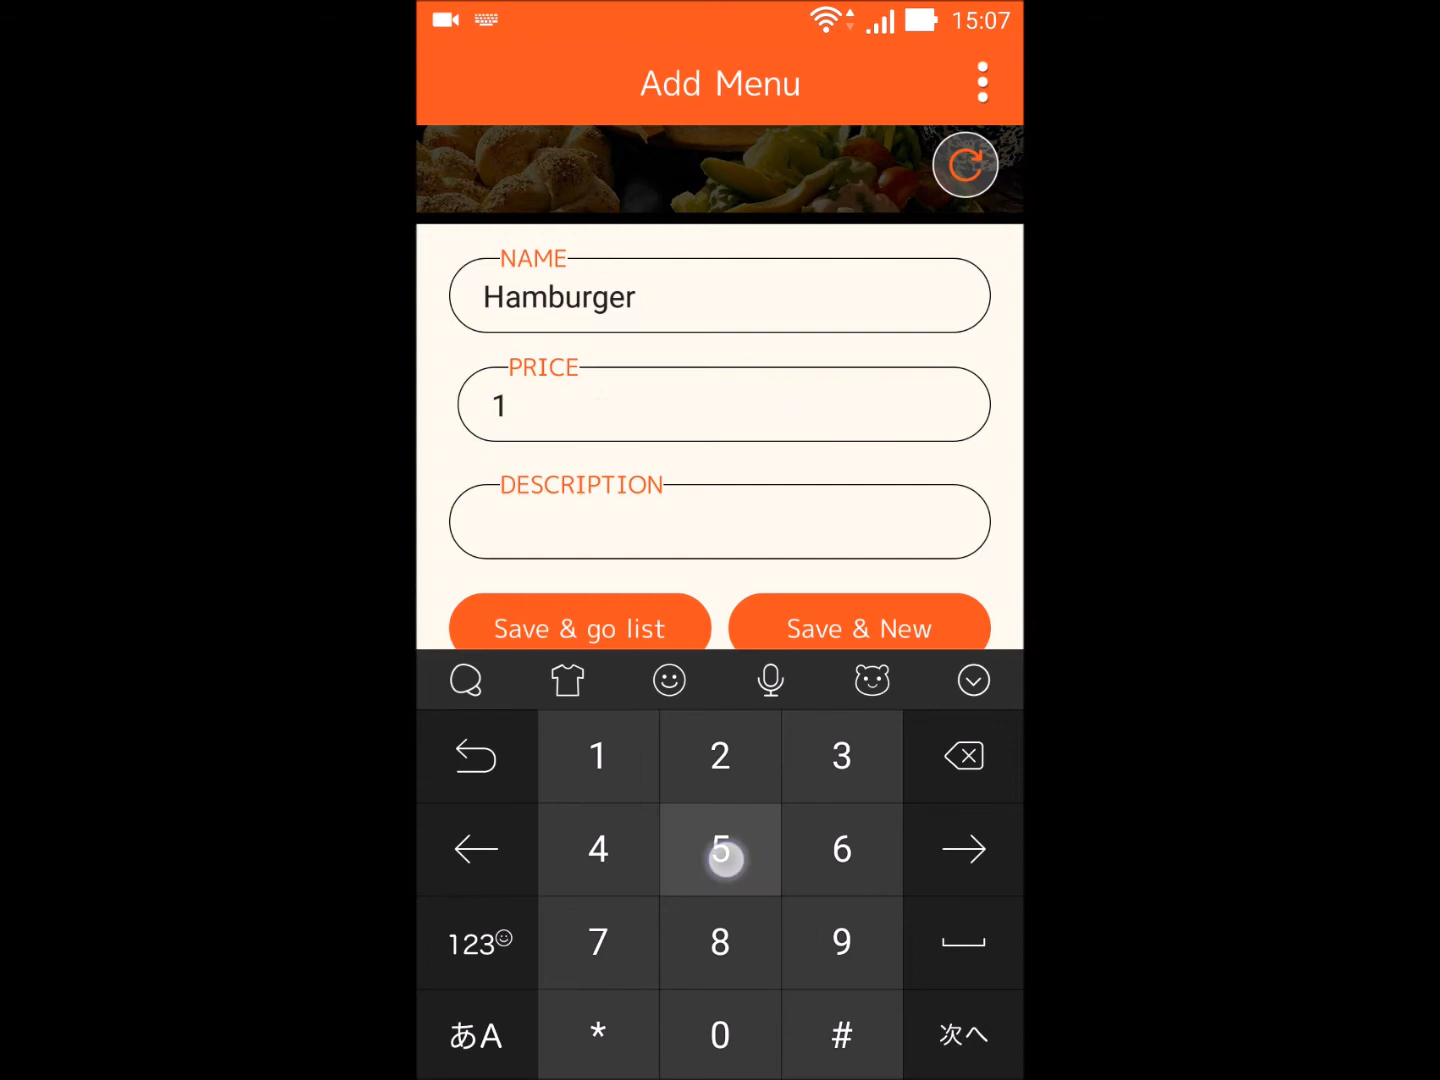 15:07
Add Menu
NAME
Hamburger
PRICE
1
DESCRIPTION
Save & go list
Save & New
1 2 3
4 5 6
123 7 8 9
あA * 0 # 次へ